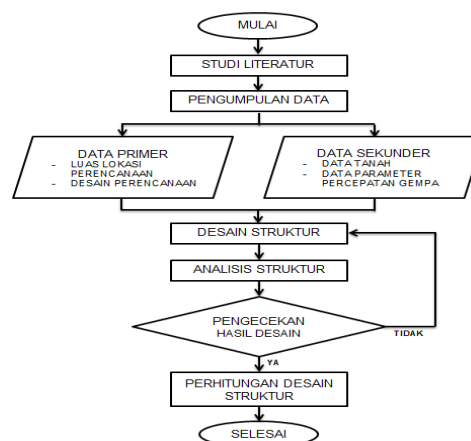 MULAI
STUDI LITERATUR
PENGUMPULAN DATA
DATA PRIMER
- LUAS LOKASI
PERENCANAAN
- DESAIN PERENCANAAN
DATA SEKUNDER
- DATA TANAH
- DATA PARAMETER
PERCEPATAN GEMPA
DESAIN STRUKTUR
ANALISIS STRUKTUR
PENGECEKAN
HASIL DESAIN
TIDAK
YA
PERHITUNGAN DESAIN
STRUKTUR
SELESAI